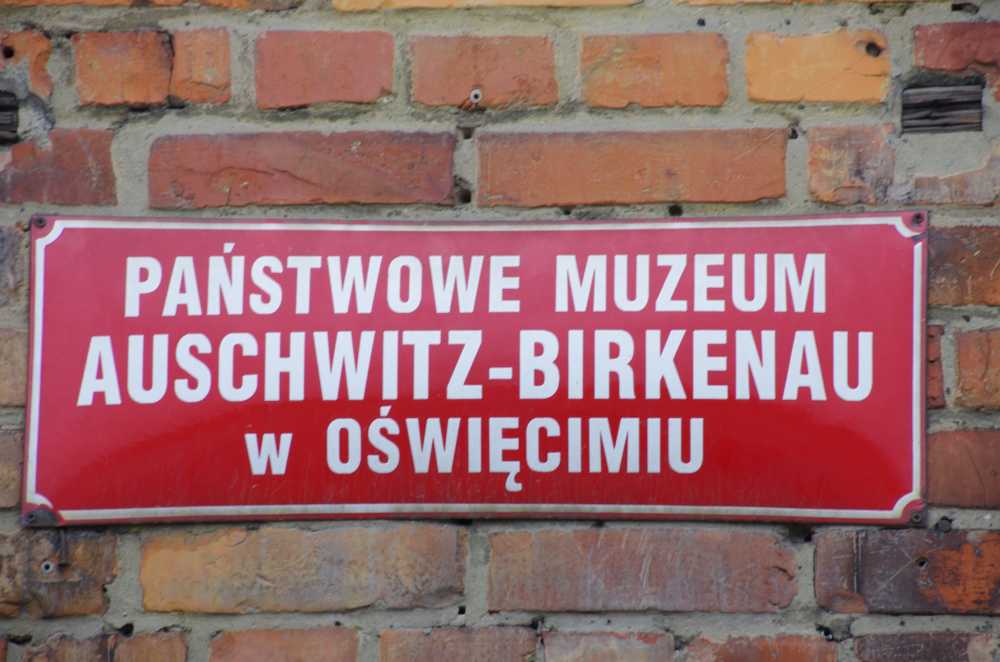 PAŃSTWOWE MUZEUM
AUSCHWITZ-BIRKENAU
w OŚWIĘCIMIU